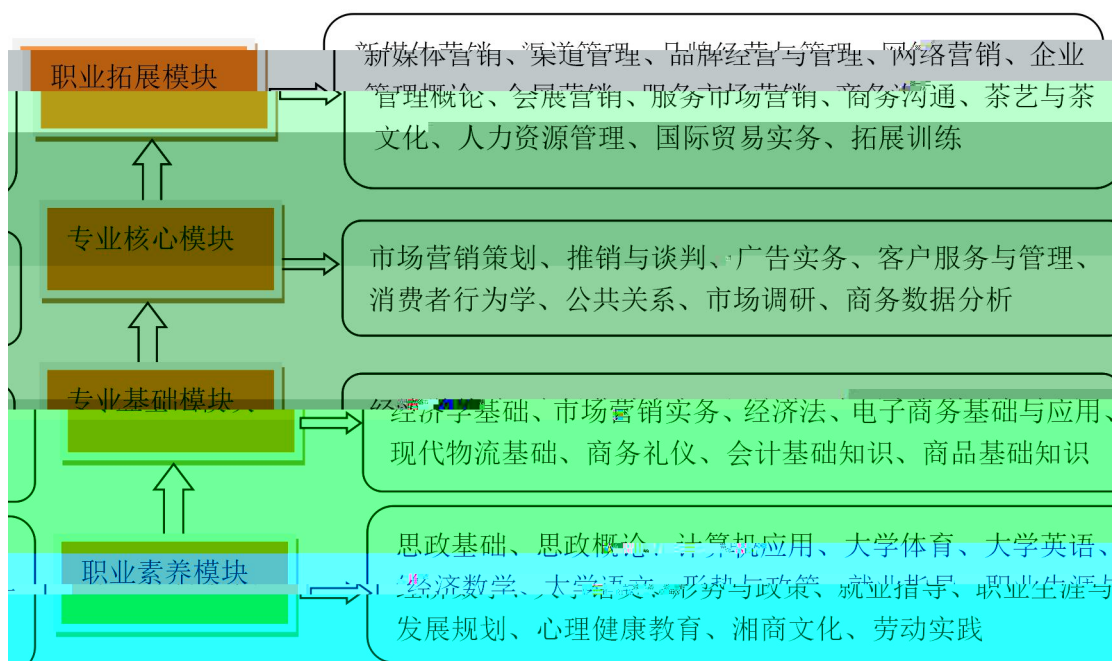 职业拓展模块
新媒体营销、渠道管理、品牌经营与管理、网络营销、企业
管理概论、会展营销、服务市场营销、商务沟通、茶艺与茶
文化、人力资源管理、国际贸易实务、拓展训练
专业核心模块
市场营销策划、推销与谈判、广告实务、客户服务与管理、
消费者行为学、公共关系、市场调研、商务数据分析
专业基础模块
经济学基础、市场营销实务、经济法、电子商务基础与应用、
现代物流基础、商务礼仪、会计基础知识、商品基础知识
职业素养模块
思政基础、思政概论、计算机应用、大学体育、大学英语、
经济数学、大学语文、形势与政策、就业指导、职业生涯与
发展规划、心理健康教育、湘商文化、劳动实践